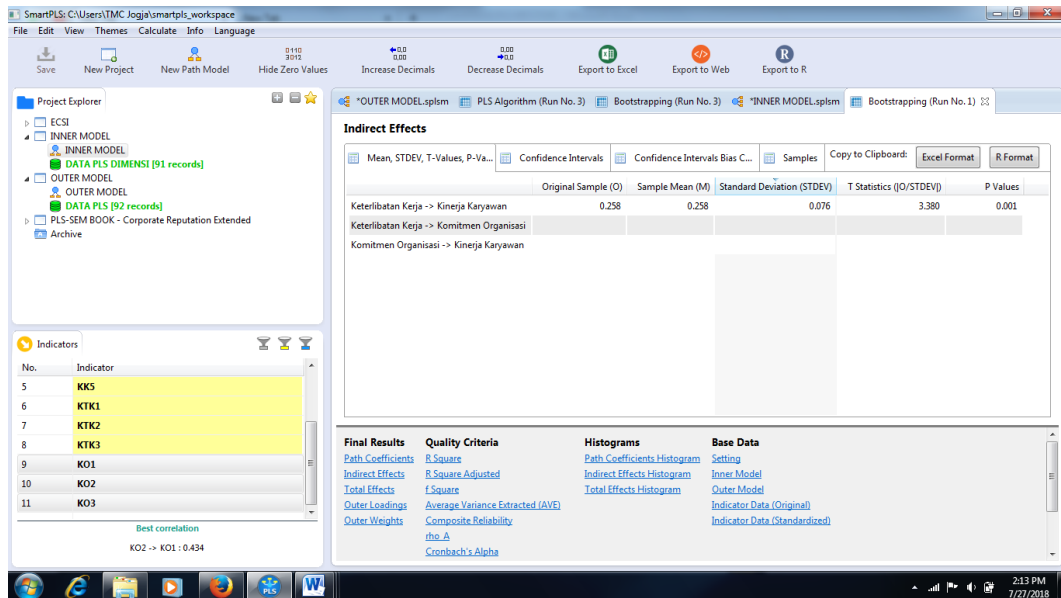 SmartPLS: C:\Users\TMC Jogja\smartpls_workspace
File Edit View Themes Calculate Info Language
Save New Project New Path Model Hide Zero Values Increase Decimals Decrease Decimals Export to Excel Export to Web Export to R
Project Explorer
ECSI
INNER MODEL
INNER MODEL
DATA PLS DIMENSI [91 records]
OUTER MODEL
OUTER MODEL
DATA PLS [92 records]
PLS-SEM BOOK - Corporate Reputation Extended
Archive
Indicators
No. Indicator
5 KK5
6 KTK1
7 KTK2
8 KTK3
9 KO1
10 KO2
11 KO3
Best correlation
KO2 -> KO1 : 0.434
*OUTER MODEL.splsm PLS Algorithm (Run No. 3) Bootstrapping (Run No. 3) *INNER MODEL.splsm Bootstrapping (Run No. 1)
Indirect Effects
Mean, STDEV, T-Values, P-Va... Confidence Intervals Confidence Intervals Bias C... Samples Copy to Clipboard: Excel Format R Format
Original Sample (O) Sample Mean (M) Standard Deviation (STDEV) T Statistics (|O/STDEV|) P Values
Keterlibatan Kerja -> Kinerja Karyawan 0.258 0.258 0.076 3.380 0.001
Keterlibatan Kerja -> Komitmen Organisasi
Komitmen Organisasi -> Kinerja Karyawan
Final Results Quality Criteria Histograms Base Data
Path Coefficients R Square Path Coefficients Histogram Setting
Indirect Effects R Square Adjusted Indirect Effects Histogram Inner Model
Total Effects f Square Total Effects Histogram Outer Model
Outer Loadings Average Variance Extracted (AVE) Indicator Data (Original)
Outer Weights Composite Reliability Indicator Data (Standardized)
rho_A
Cronbach's Alpha
PLS
2:13 PM
7/27/2018